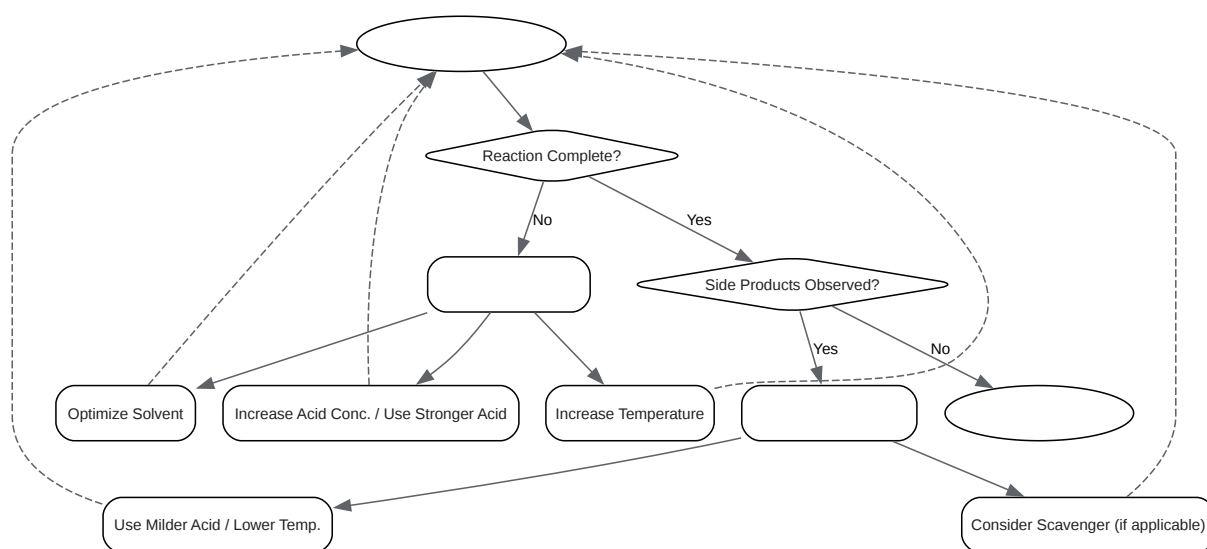 Reaction Complete?
No
Yes
Side Products Observed?
Yes
No
Optimize Solvent
Increase Acid Conc. / Use Stronger Acid
Increase Temperature
Use Milder Acid / Lower Temp.
Consider Scavenger (if applicable)